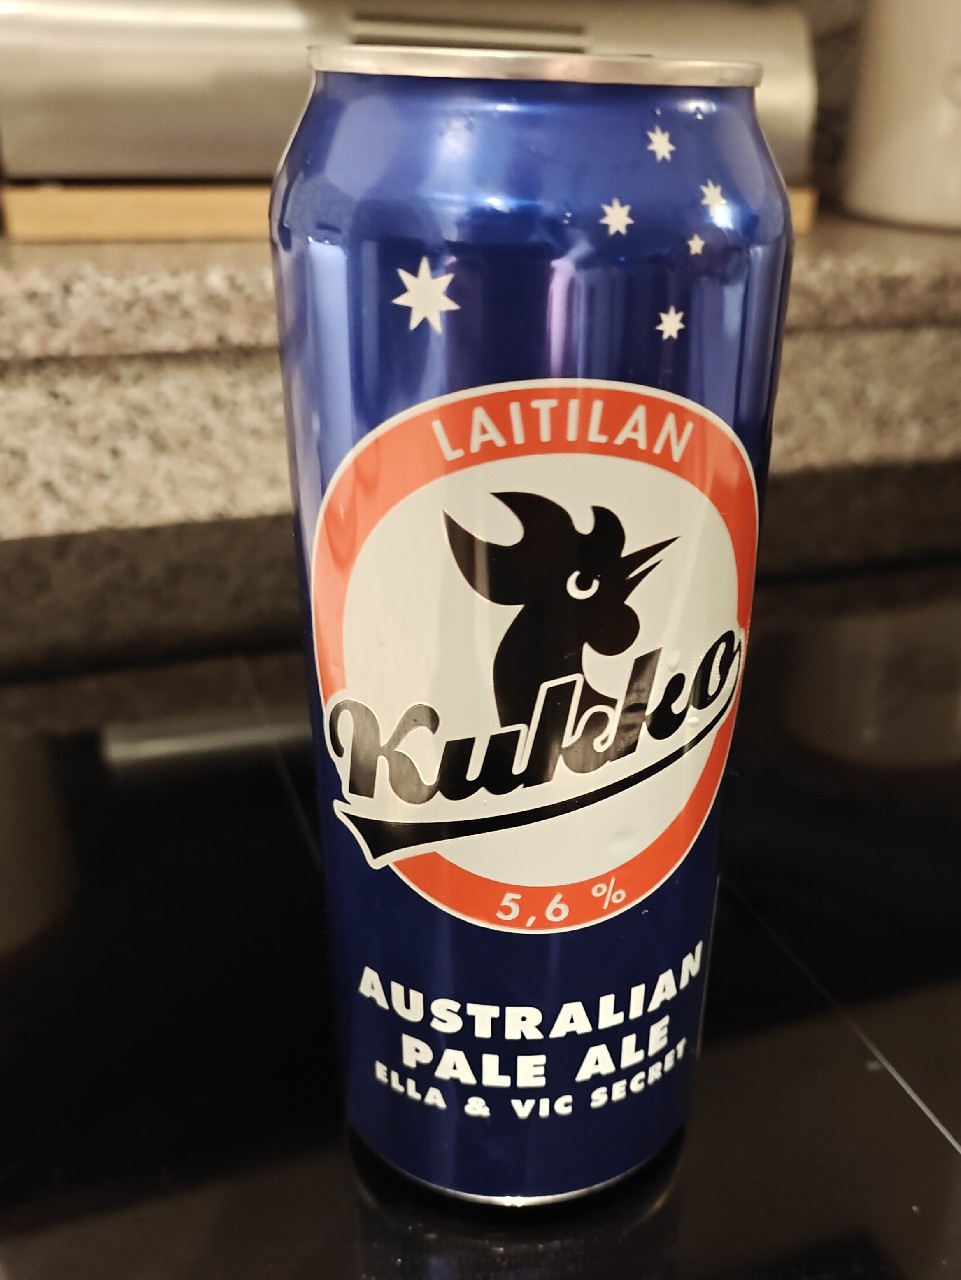 LAITILAN
Kukko
5,6 %
AUSTRALIAN
PALE ALE
ELLA & VIC SECRET